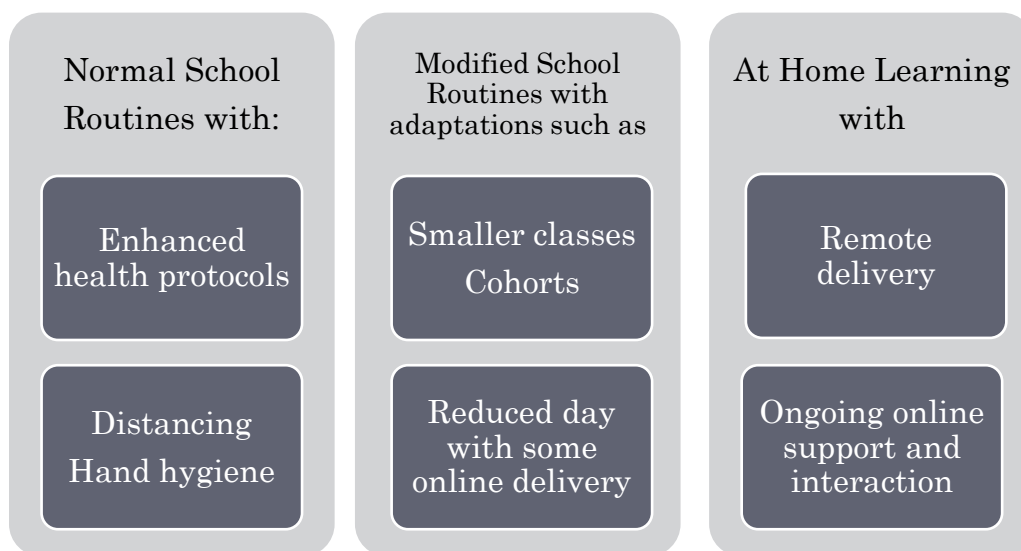 Normal School
Routines with:
Enhanced
health protocols
Distancing
Hand hygiene
Modified School
Routines with
adaptations such as
Smaller classes
Cohorts
Reduced day
with some
online delivery
At Home Learning
with
Remote
delivery
Ongoing online
support and
interaction